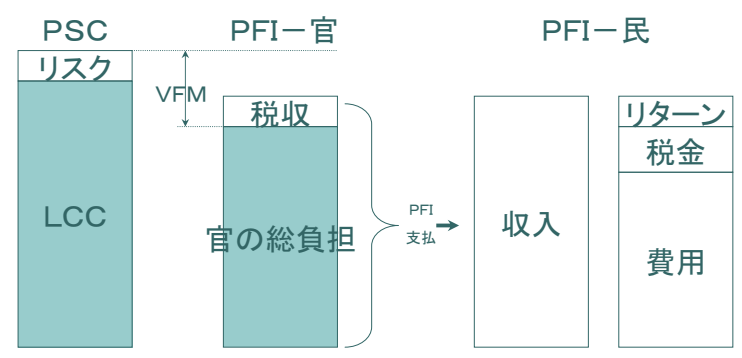 PSC
PFI－官
PFI－民
リスク
VFM
税収
リターン
税金
LCC
官の総負担
PFI
支払
収入
費用